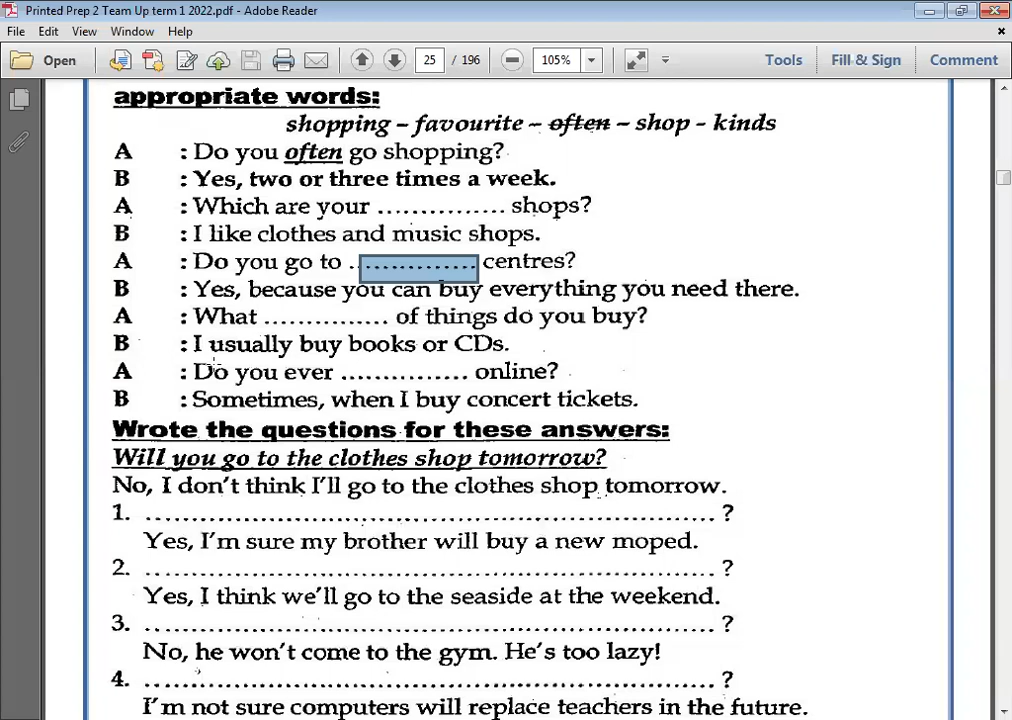 Printed Prep 2 Team Up term 1 2022.pdf - Adobe Reader
File Edit View Window Help
Open 25 / 196 105% Tools Fill & Sign Comment
appropriate words:
shopping – favourite – often – shop - kinds
A : Do you often go shopping?
B : Yes, two or three times a week.
A : Which are your …………… shops?
B : I like clothes and music shops.
A : Do you go to …………… centres?
B : Yes, because you can buy everything you need there.
A : What …………… of things do you buy?
B : I usually buy books or CDs.
A : Do you ever …………… online?
B : Sometimes, when I buy concert tickets.
Wrote the questions for these answers:
Will you go to the clothes shop tomorrow?
No, I don't think I'll go to the clothes shop tomorrow.
1. ……………………………………………………………… ?
Yes, I'm sure my brother will buy a new moped.
2. ……………………………………………………………… ?
Yes, I think we'll go to the seaside at the weekend.
3. ……………………………………………………………… ?
No, he won't come to the gym. He's too lazy!
4. ……………………………………………………………… ?
I'm not sure computers will replace teachers in the future.